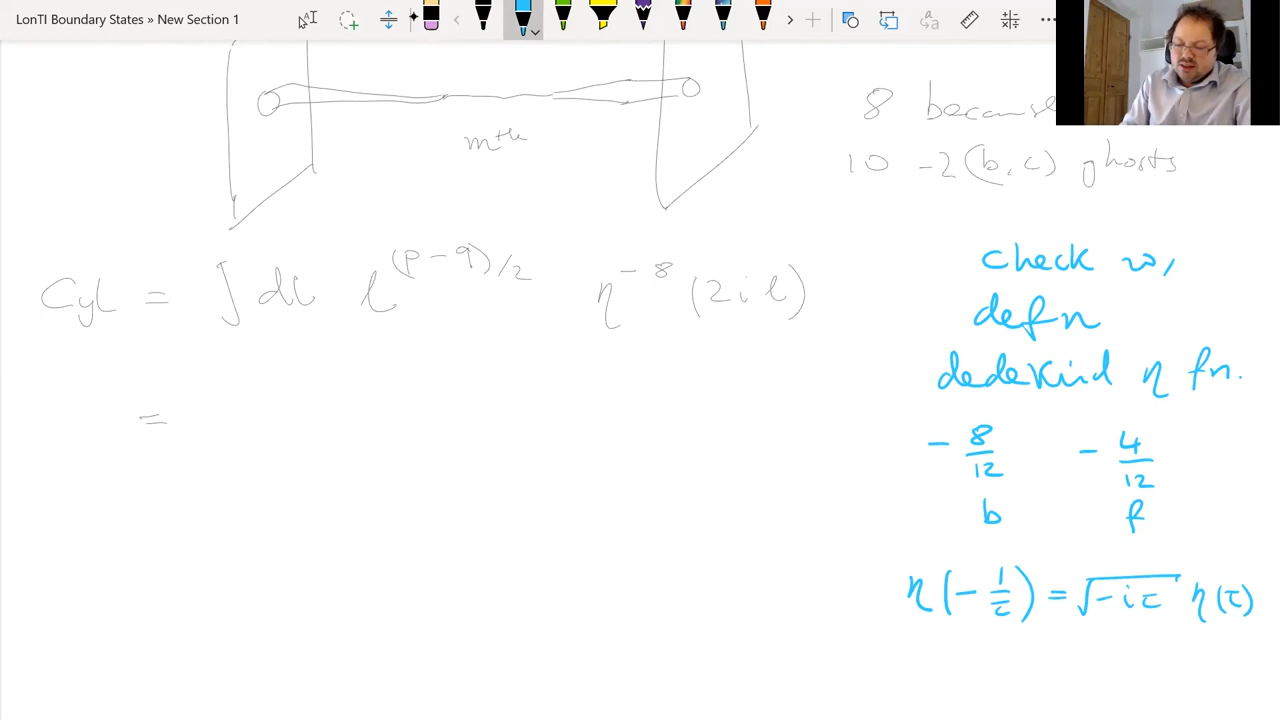 LonTI Boundary States » New Section 1
8 because
m^{the}
10 -2(b,c) ghosts
Cyl = ∫ dl l^{(p-9)/2} η^{-8}(2il)
check w,
defn
dedekind η fn.
=
- 8/12 - 4/12
b f
η(-1/τ) = √-iτ η(τ)